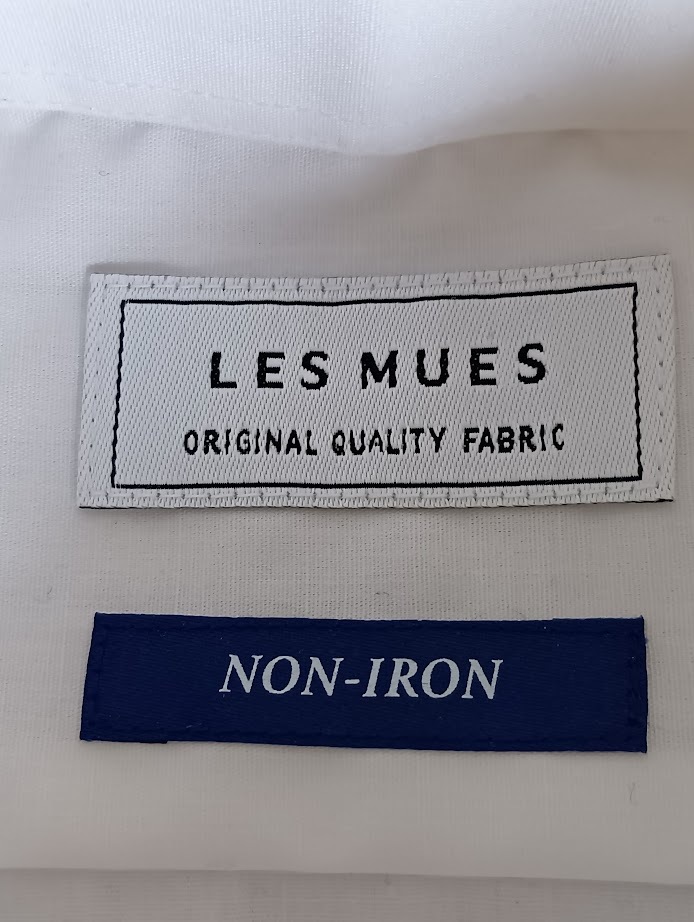 LES MUES
ORIGINAL QUALITY FABRIC
NON-IRON